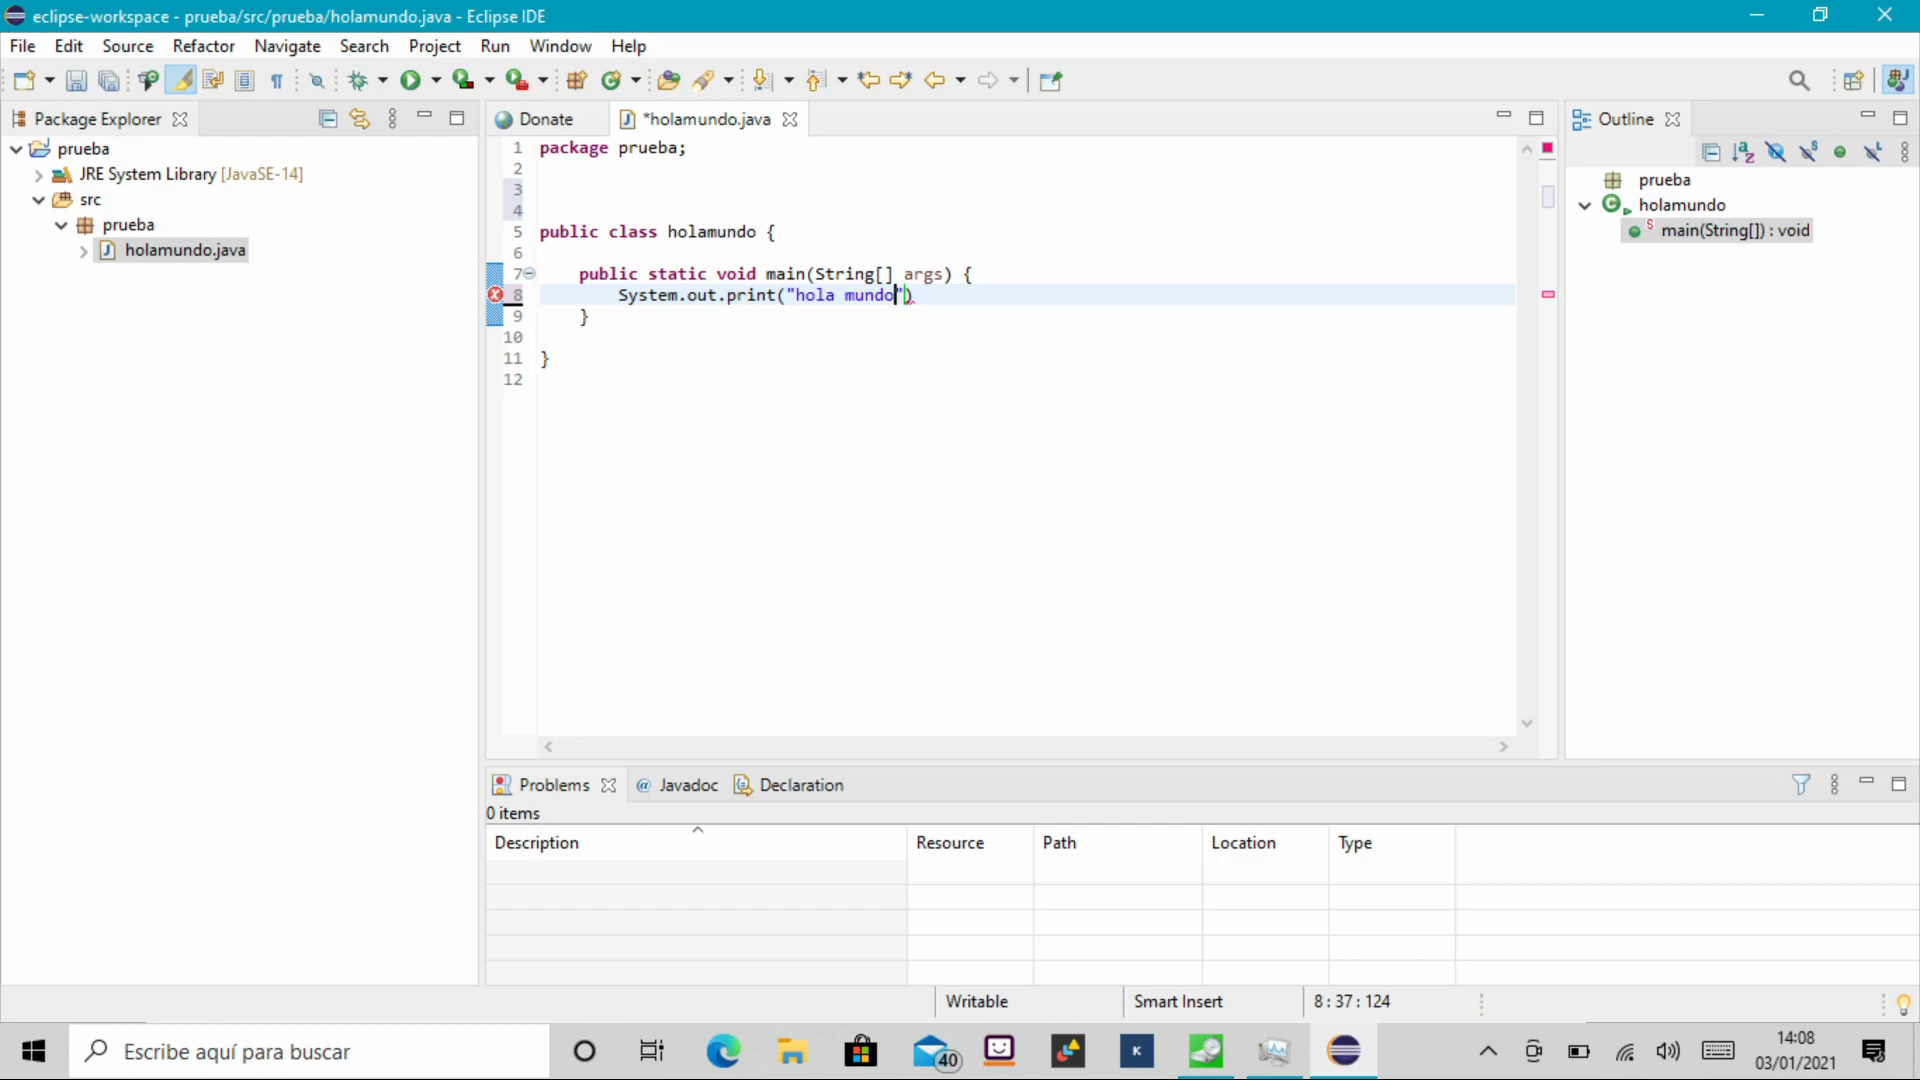 eclipse-workspace - prueba/src/prueba/holamundo.java - Eclipse IDE
File Edit Source Refactor Navigate Search Project Run Window Help
Package Explorer
prueba
JRE System Library [JavaSE-14]
src
prueba
holamundo.java
Donate *holamundo.java
1 package prueba;
2
3
4
5 public class holamundo {
6
7 public static void main(String[] args) {
8 System.out.print("hola mundo")
9 }
10
11 }
12
Outline
prueba
holamundo
main(String[]) : void
Problems Javadoc Declaration
0 items
Description Resource Path Location Type
Writable Smart Insert 8 : 37 : 124
Escribe aquí para buscar
40
K
14:08
03/01/2021